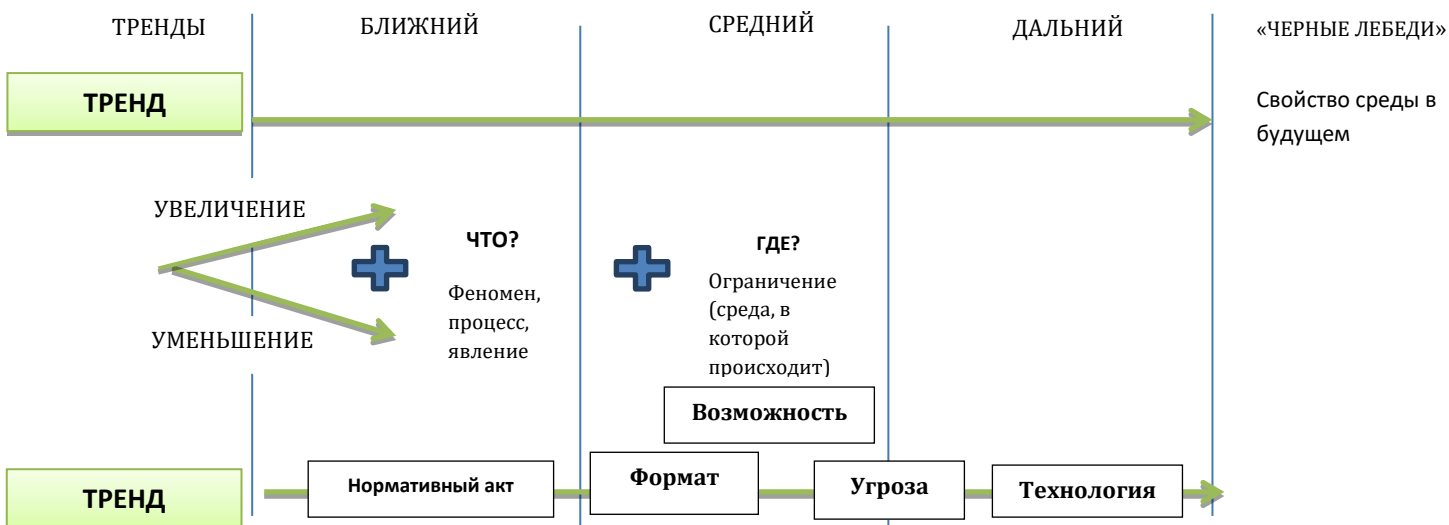 ТРЕНДЫ
БЛИЖНИЙ
СРЕДНИЙ
ДАЛЬНИЙ
«ЧЕРНЫЕ ЛЕБЕДИ»
ТРЕНД
Свойство среды в
будущем
УВЕЛИЧЕНИЕ
УМЕНЬШЕНИЕ
ЧТО?
Феномен,
процесс,
явление
ГДЕ?
Ограничение
(среда, в
которой
происходит)
Возможность
ТРЕНД
Нормативный акт
Формат
Угроза
Технология